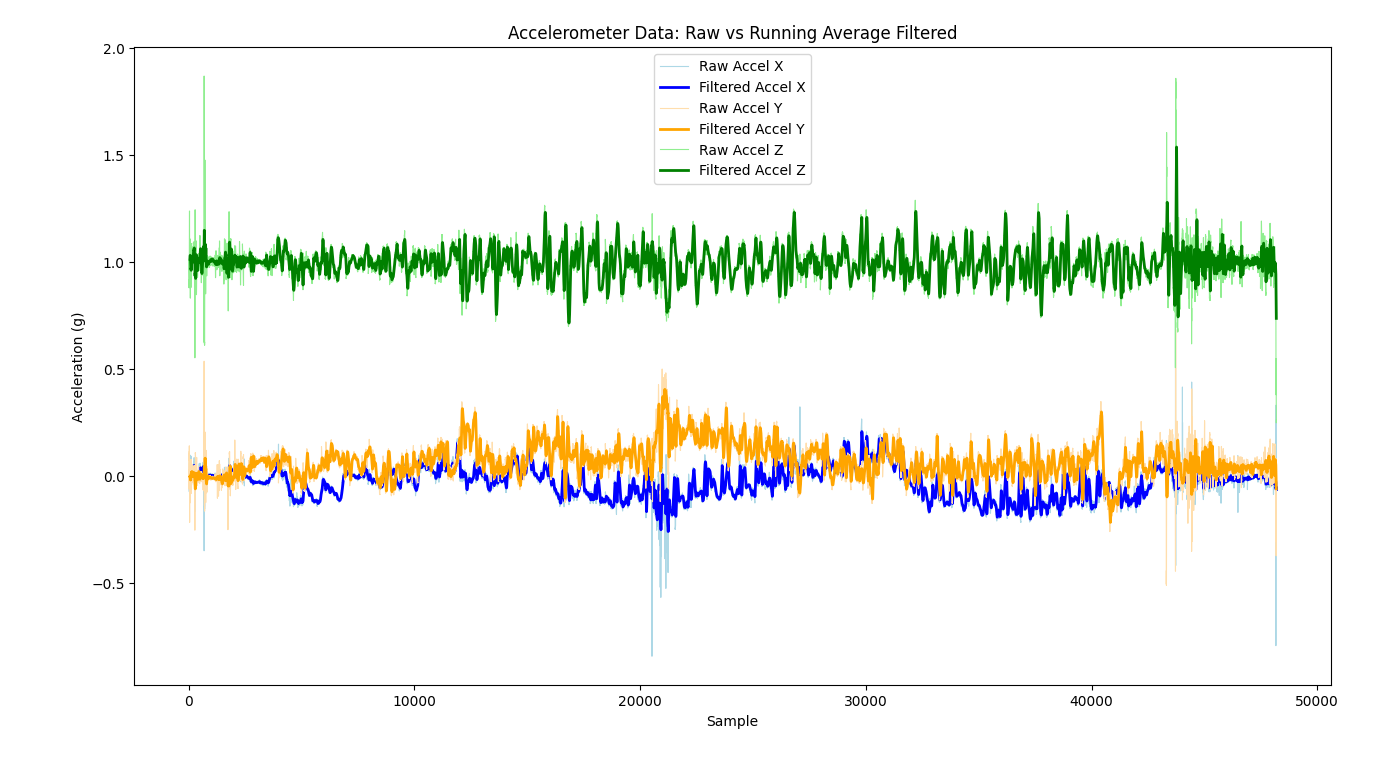 Accelerometer Data: Raw vs Running Average Filtered
2.0
1.5
1.0
0.5
0.0
−0.5
Acceleration (g)
Raw Accel X
Filtered Accel X
Raw Accel Y
Filtered Accel Y
Raw Accel Z
Filtered Accel Z
0
10000
20000
30000
40000
50000
Sample